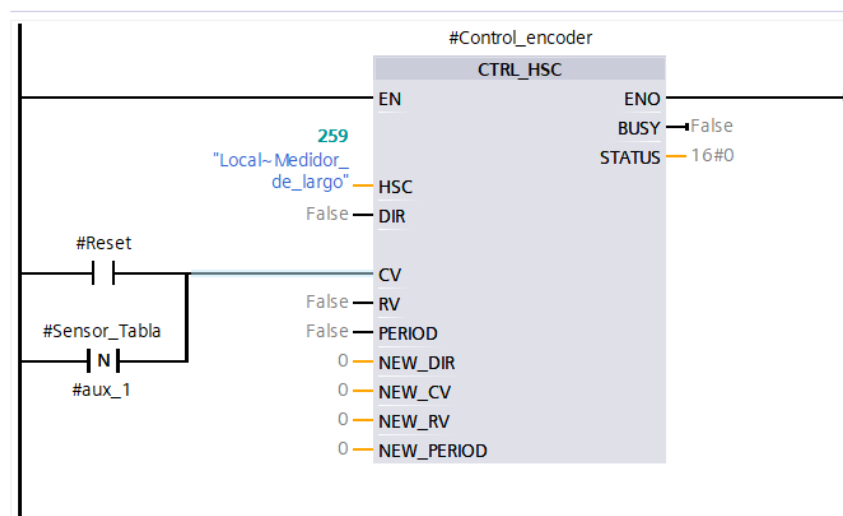 #Control_encoder
CTRL_HSC
EN ENO
BUSY False
259
"Local~Medidor_
de_largo" HSC
STATUS 16#0
False DIR
#Reset
CV
False RV
#Sensor_Tabla
False PERIOD
N
0 NEW_DIR
#aux_1
0 NEW_CV
0 NEW_RV
0 NEW_PERIOD